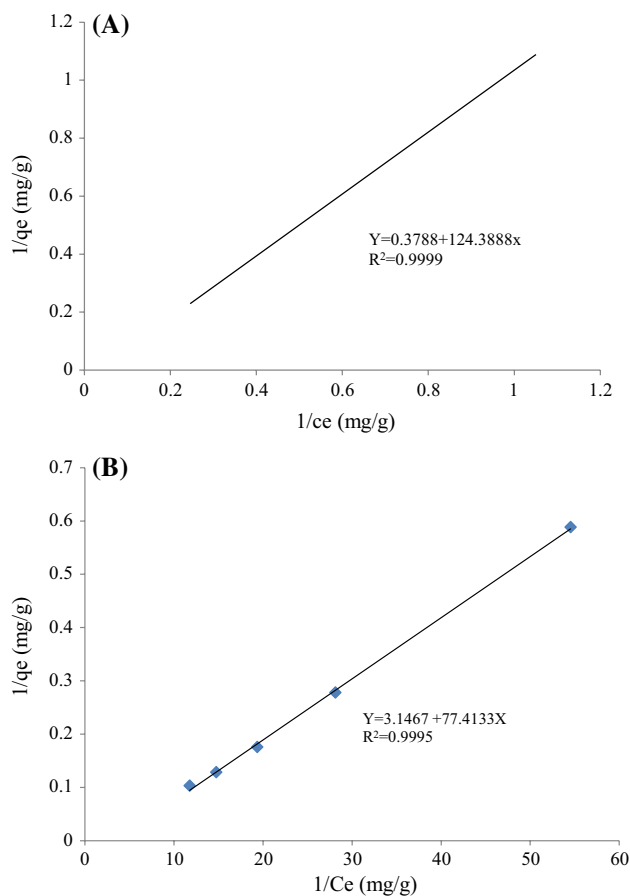 (A)
1.2
1
0.8
0.6
0.4
0.2
0
1/qe (mg/g)
Y=0.3788+124.3888x
R²=0.9999
0 0.2 0.4 0.6 0.8 1 1.2
1/ce (mg/g)
(B)
0.7
0.6
0.5
0.4
0.3
0.2
0.1
0
1/qe (mg/g)
Y=3.1467 +77.4133X
R²=0.9995
0 10 20 30 40 50 60
1/Ce (mg/g)